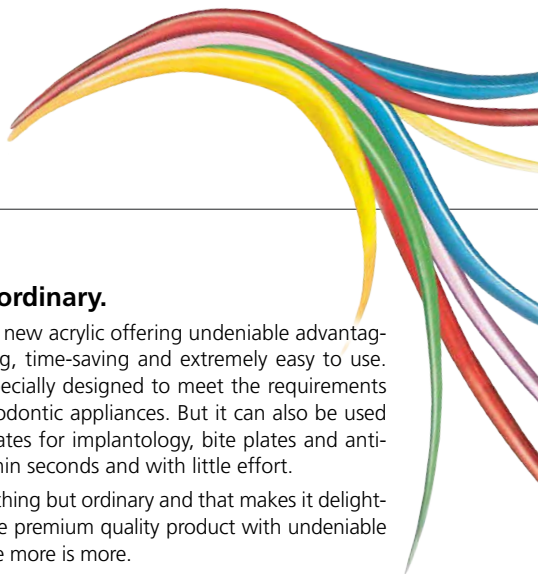 ordinary.
new acrylic offering undeniable advantag-
g, time-saving and extremely easy to use.
ecially designed to meet the requirements
odontic appliances. But it can also be used
ates for implantology, bite plates and anti-
in seconds and with little effort.
thing but ordinary and that makes it delight-
e premium quality product with undeniable
e more is more.